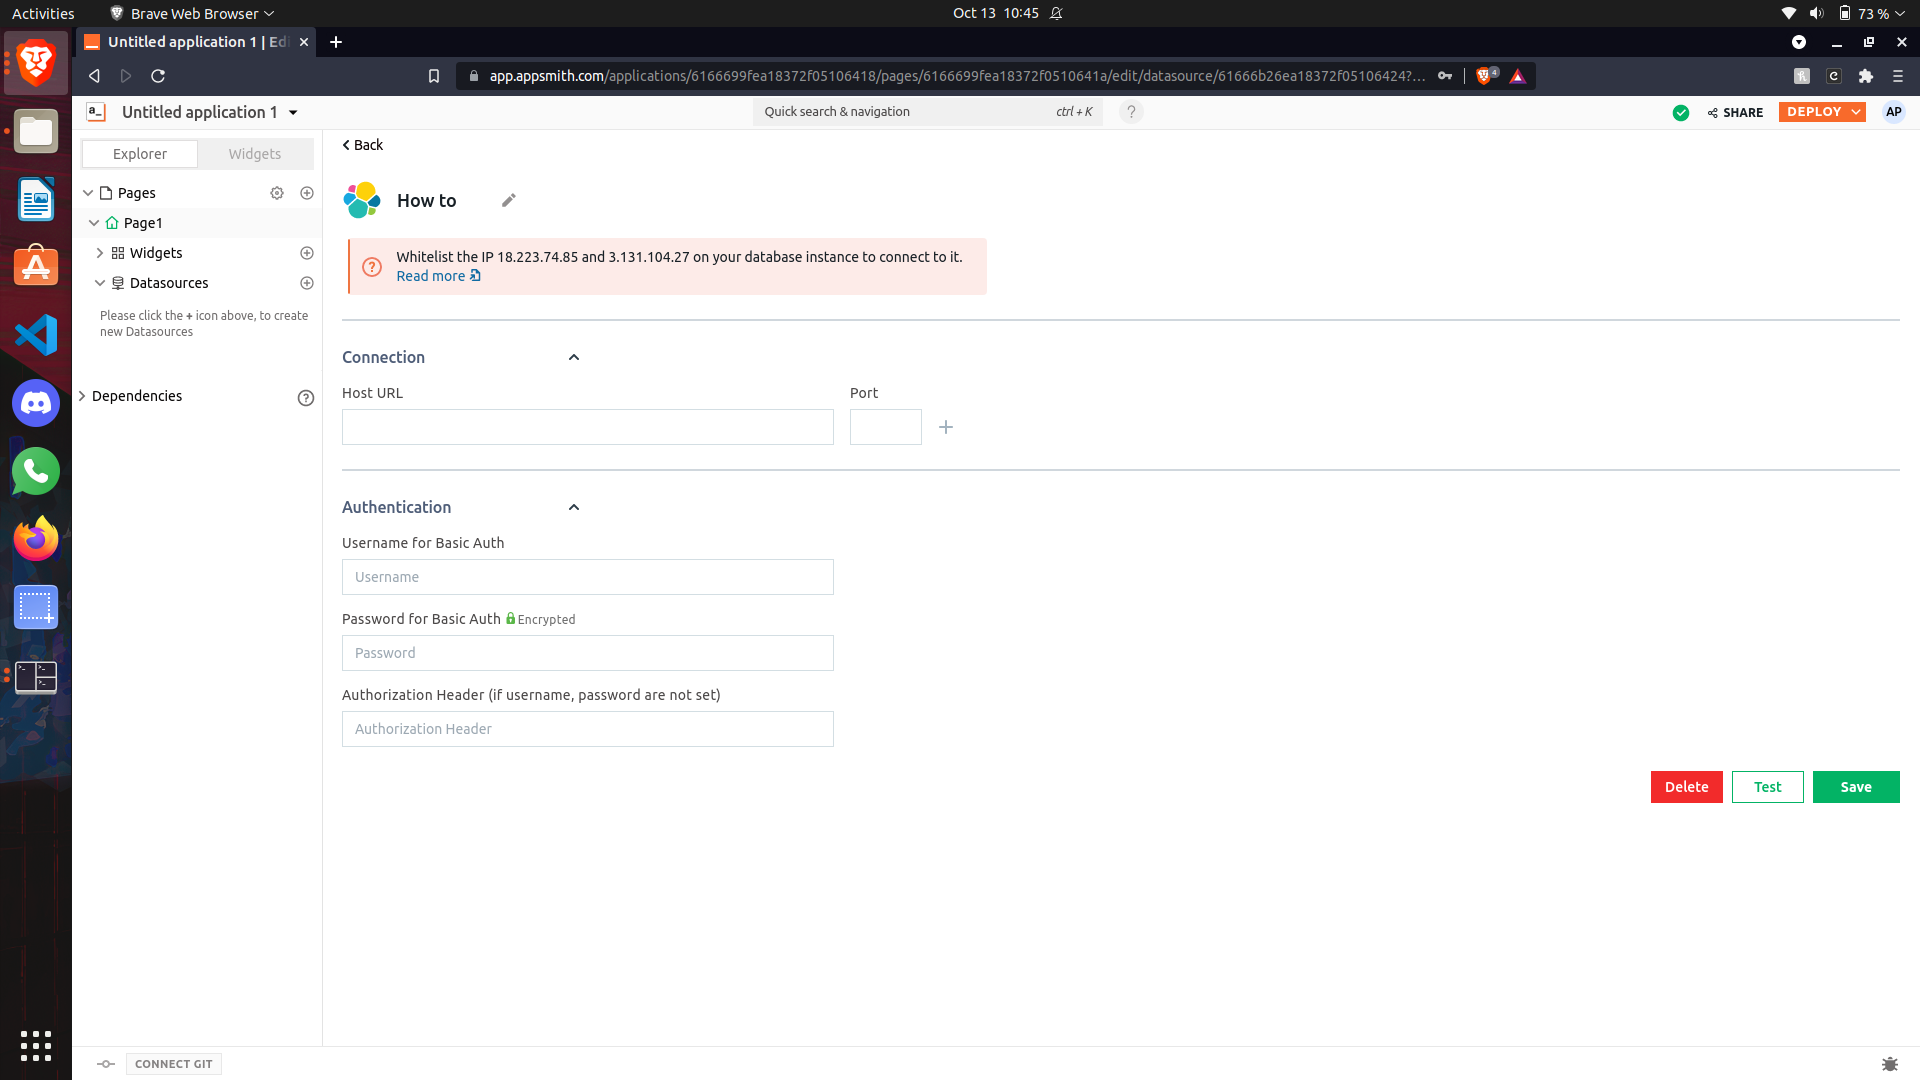 Activities
Brave Web Browser
Oct 13 10:45
73 %
Untitled application 1 | Edi
app.appsmith.com/applications/6166699fea18372f05106418/pages/6166699fea18372f0510641a/edit/datasource/61666b26ea18372f05106424?...
4
a_
Untitled application 1
Quick search & navigation
ctrl + K
?
SHARE
DEPLOY
AP
Explorer
Widgets
Back
Pages
How to
Page1
Widgets
Whitelist the IP 18.223.74.85 and 3.131.104.27 on your database instance to connect to it.
Read more
Datasources
Please click the + icon above, to create
new Datasources
Connection
Dependencies
Host URL
Port
Authentication
Username for Basic Auth
Username
Password for Basic Auth Encrypted
Password
Authorization Header (if username, password are not set)
Authorization Header
Delete
Test
Save
CONNECT GIT